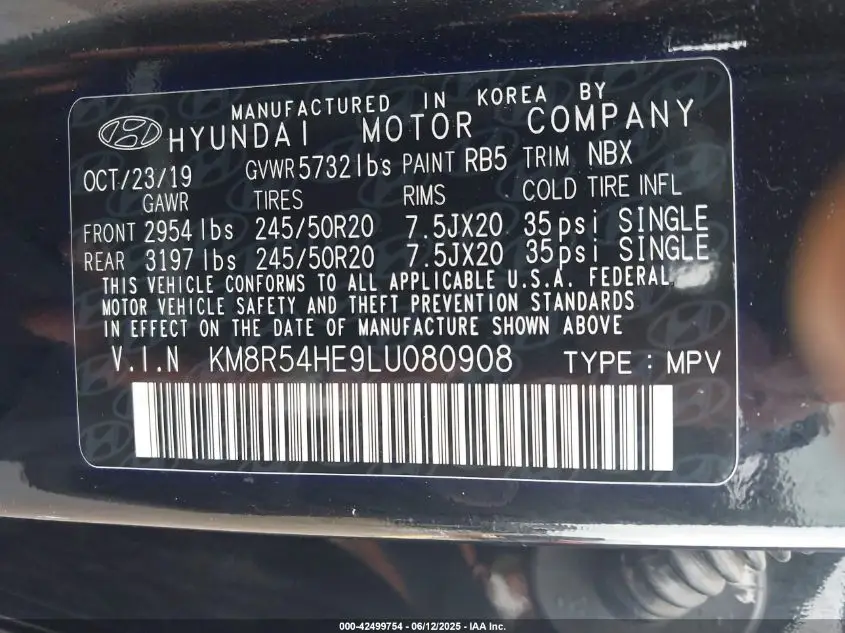 MANUFACTURED IN KOREA BY
HYUNDAI MOTOR COMPANY
OCT/23/19 GVWR 5732 lbs PAINT RB5 TRIM NBX
GAWR TIRES RIMS COLD TIRE INFL
FRONT 2954 lbs 245/50R20 7.5JX20 35psi SINGLE
REAR 3197 lbs 245/50R20 7.5JX20 35psi SINGLE
THIS VEHICLE CONFORMS TO ALL APPLICABLE U.S.A. FEDERAL
MOTOR VEHICLE SAFETY AND THEFT PREVENTION STANDARDS
IN EFFECT ON THE DATE OF MANUFACTURE SHOWN ABOVE
V.I.N KM8R54HE9LU080908 TYPE : MPV
000-42499754 - 06/12/2025 - IAA Inc.